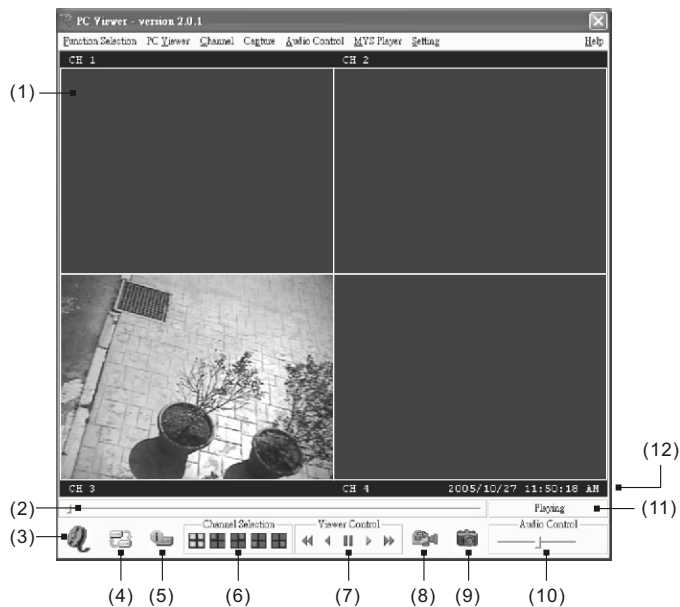 PC Viewer - version 2.0.1
Function Selection PC Viewer Channel Capture Audio Control MYS Player Setting Help
CH 1 CH 2
(1)
CH 3 CH 4 2005/10/27 11:50:18 AM
(12)
(2)
Playing
(11)
(3)
Channel Selection Viewer Control Audio Control
(4) (5) (6) (7) (8) (9) (10)